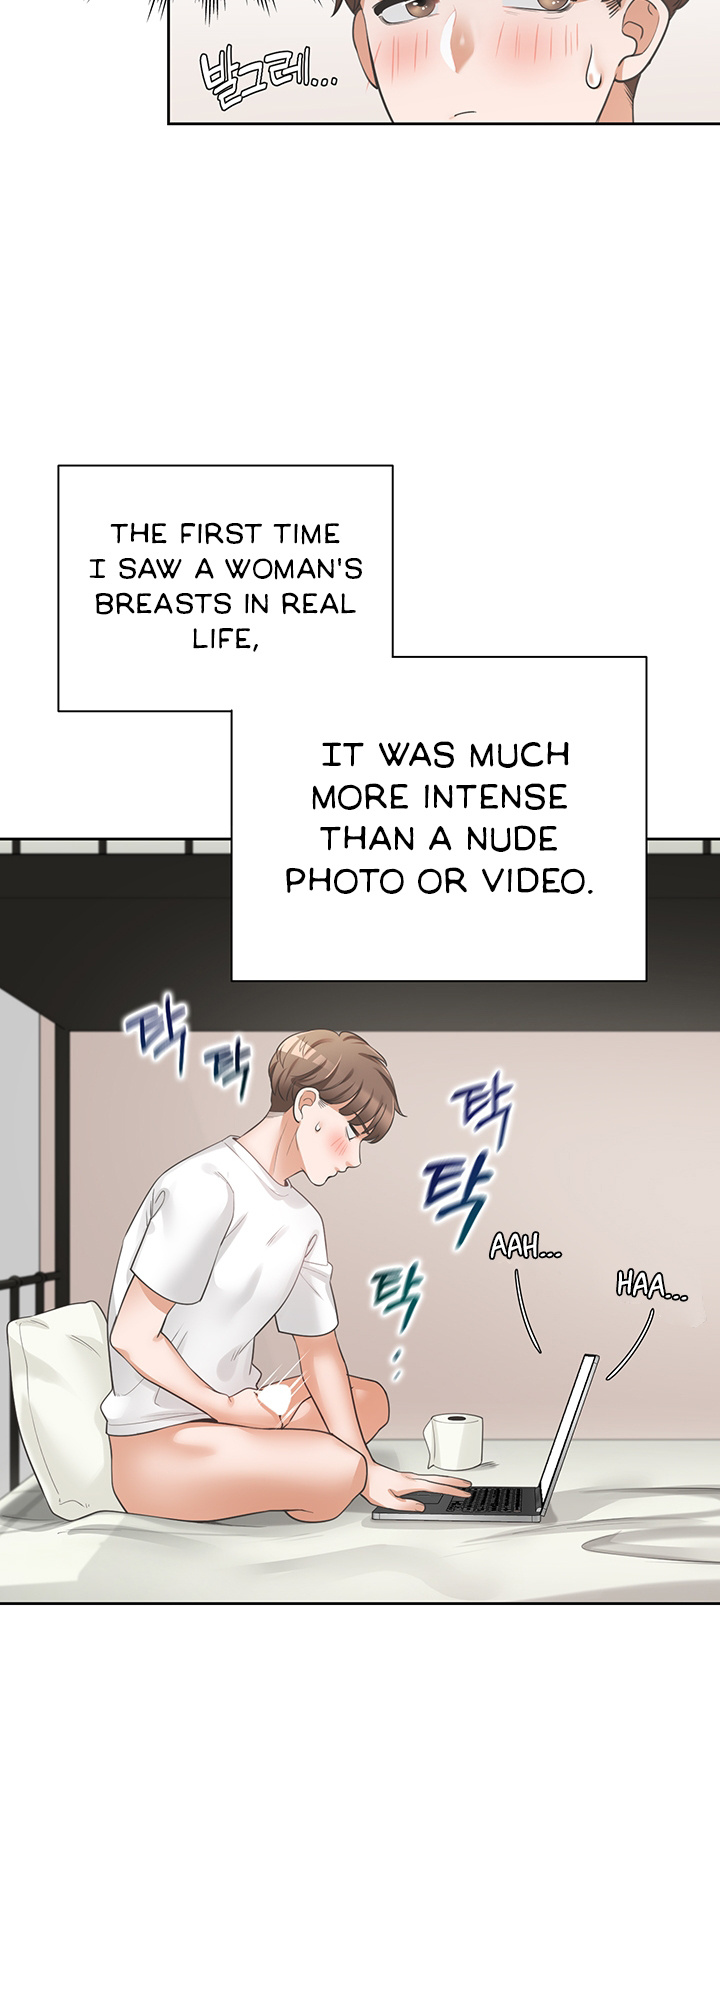 발그레...
THE FIRST TIME
I SAW A WOMAN'S
BREASTS IN REAL
LIFE,
IT WAS MUCH
MORE INTENSE
THAN A NUDE
PHOTO OR VIDEO.
탁
탁
탁
탁
탁
AAH...
HAA...